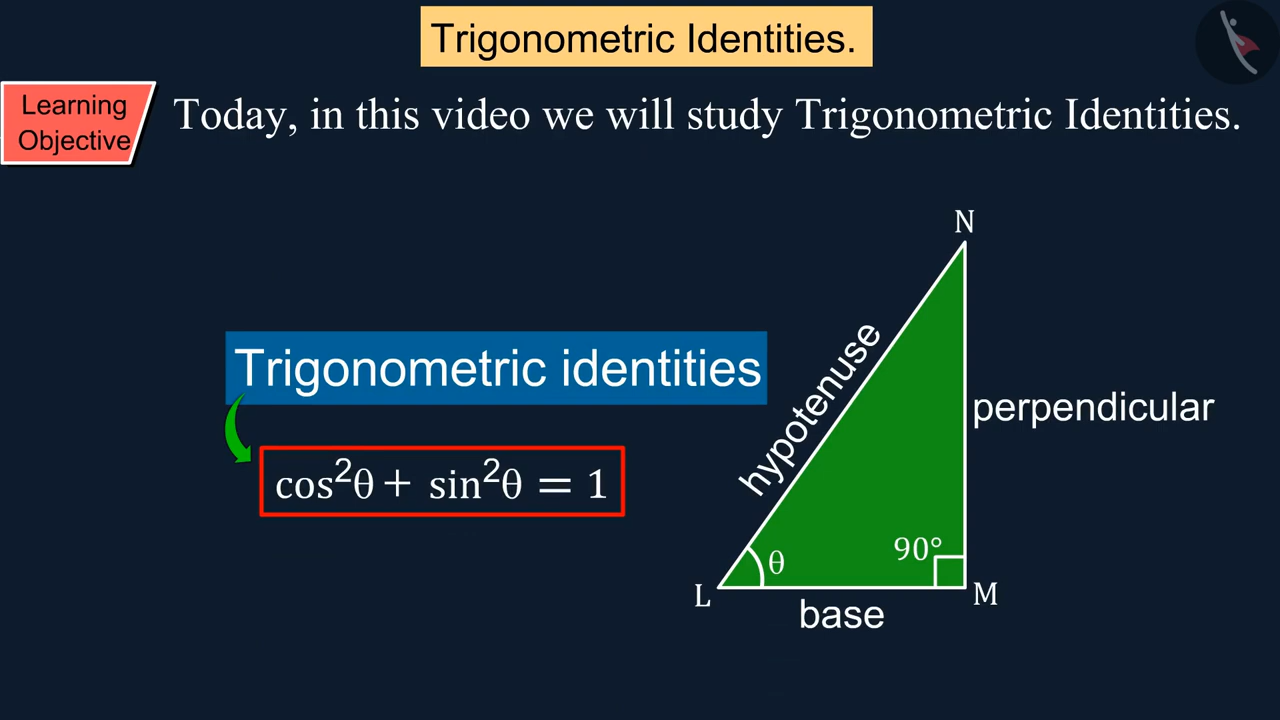 Trigonometric Identities.
Learning
Objective
Today, in this video we will study Trigonometric Identities.
N
Trigonometric identities
hypotenuse
perpendicular
cos²θ + sin²θ = 1
θ
90°
L
M
base